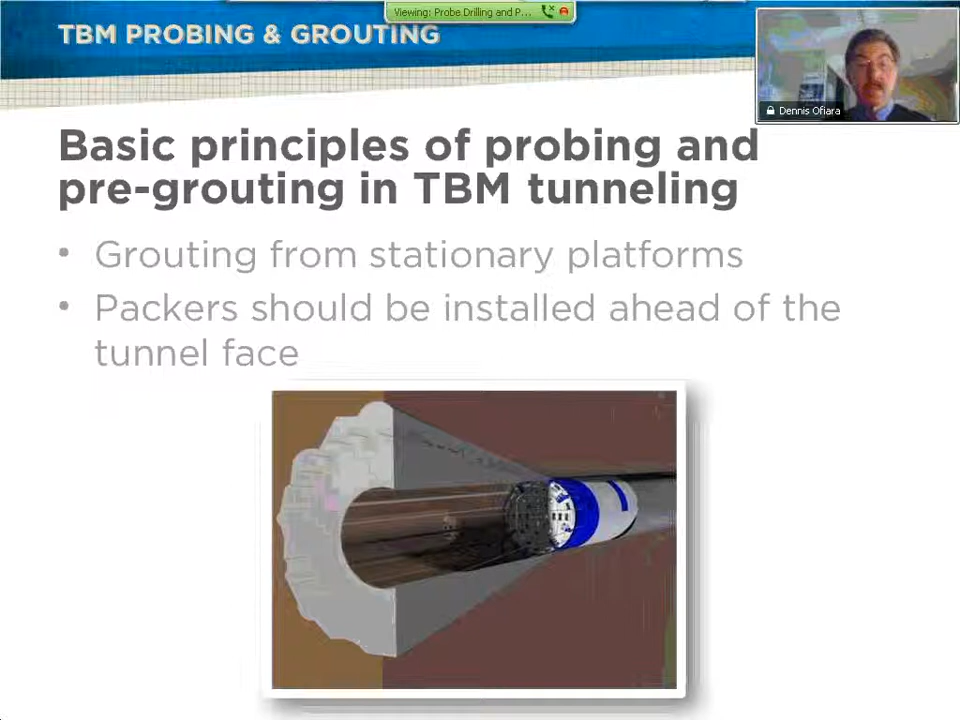 Viewing: Probe Drilling and P...
TBM PROBING & GROUTING
Dennis Ofiara
Basic principles of probing and
pre-grouting in TBM tunneling
• Grouting from stationary platforms
• Packers should be installed ahead of the
tunnel face